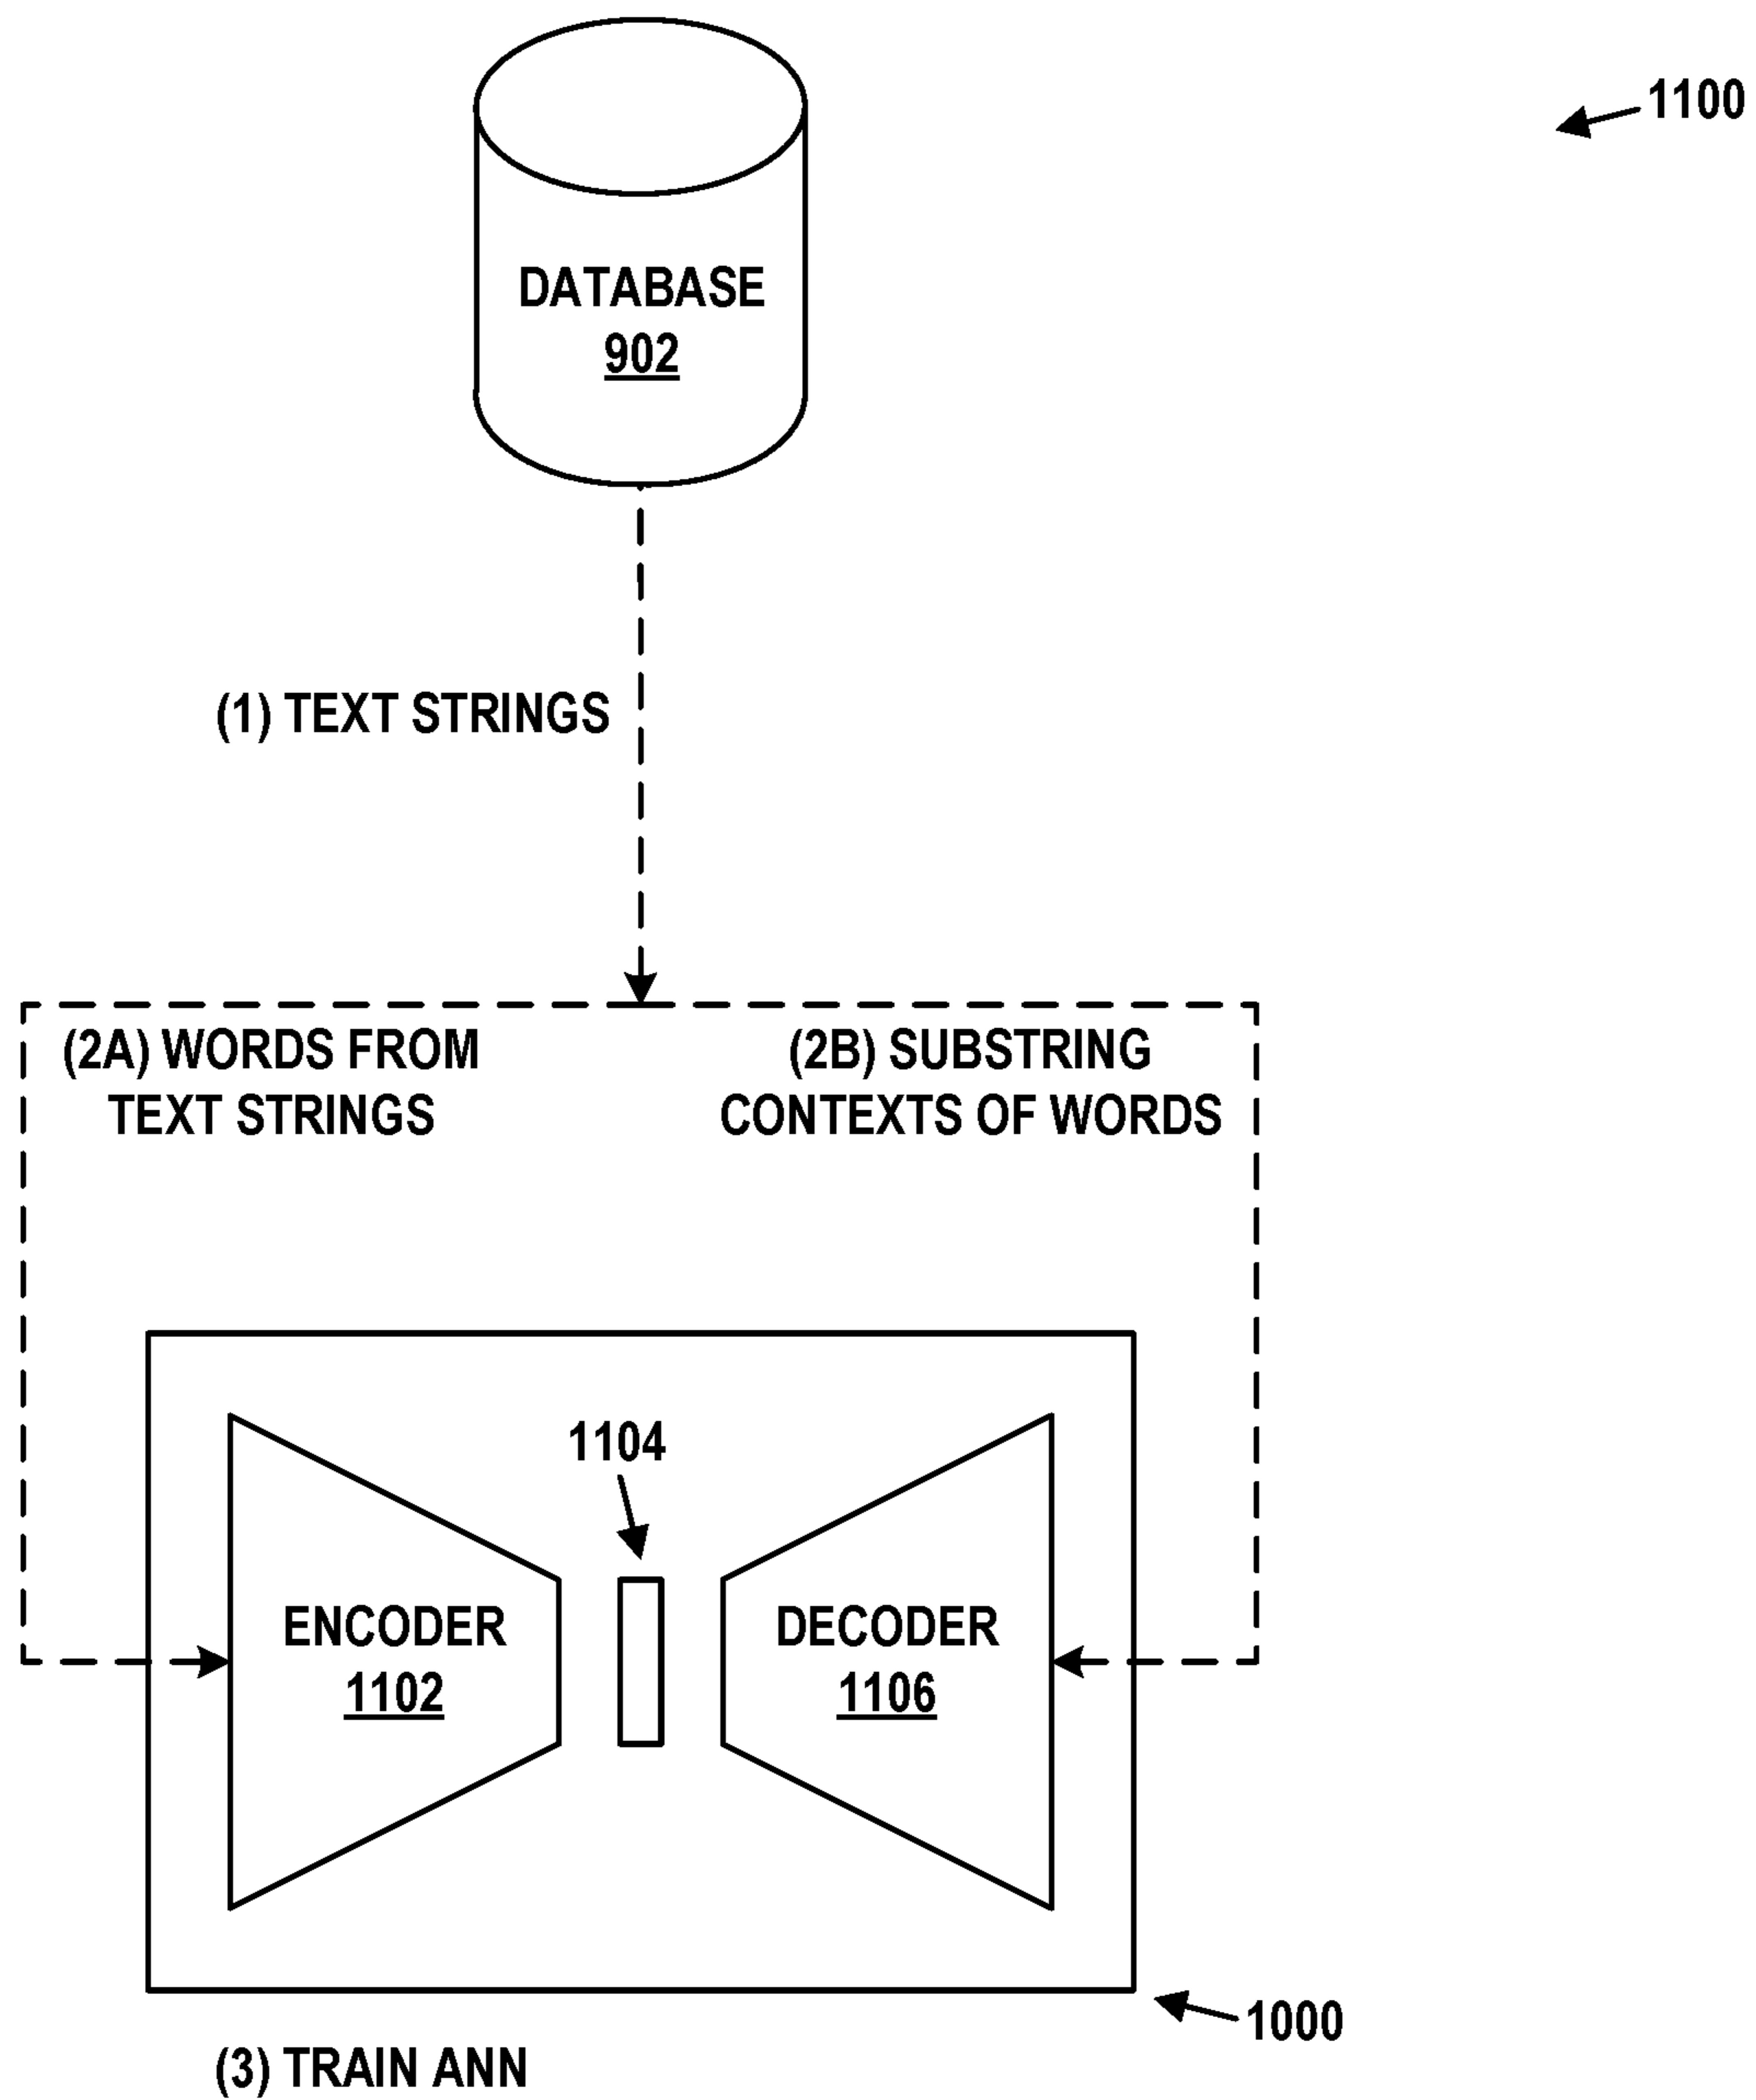 1100
DATABASE
902
(1) TEXT STRINGS
(2A) WORDS FROM
TEXT STRINGS
(2B) SUBSTRING
CONTEXTS OF WORDS
1104
ENCODER
1102
DECODER
1106
1000
(3) TRAIN ANN